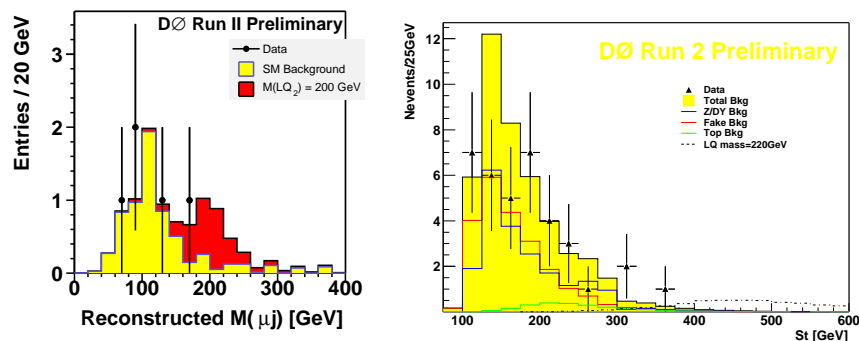 DØ Run II Preliminary
Data
SM Background
M(LQ2) = 200 GeV
Entries / 20 GeV
3
2
1
0
0 100 200 300 400
Reconstructed M( μj) [GeV]
DØ Run 2 Preliminary
Data
Total Bkg
Z/DY Bkg
Fake Bkg
Top Bkg
LQ mass=220GeV
Nevents/25GeV
12
10
8
6
4
2
0
100 200 300 400 500 600
St [GeV]